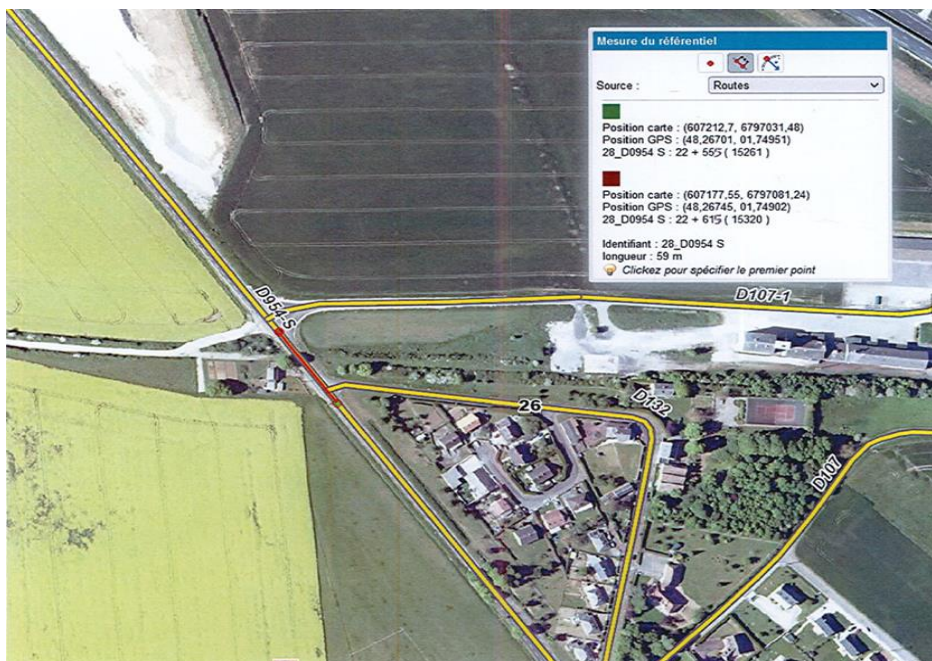 Mesure du référentiel
Source : Routes
Position carte : (607212,7, 6797031,48)
Position GPS : (48,26701, 01,74951)
28_D0954 S : 22 + 555 ( 15261 )
Position carte : (607177,55, 6797081,24)
Position GPS : (48,26745, 01,74902)
28_D0954 S : 22 + 615 ( 15320 )
Identifiant : 28_D0954 S
longueur : 59 m
Clickez pour spécifier le premier point
D107-1
D954-S
26
D132
D107